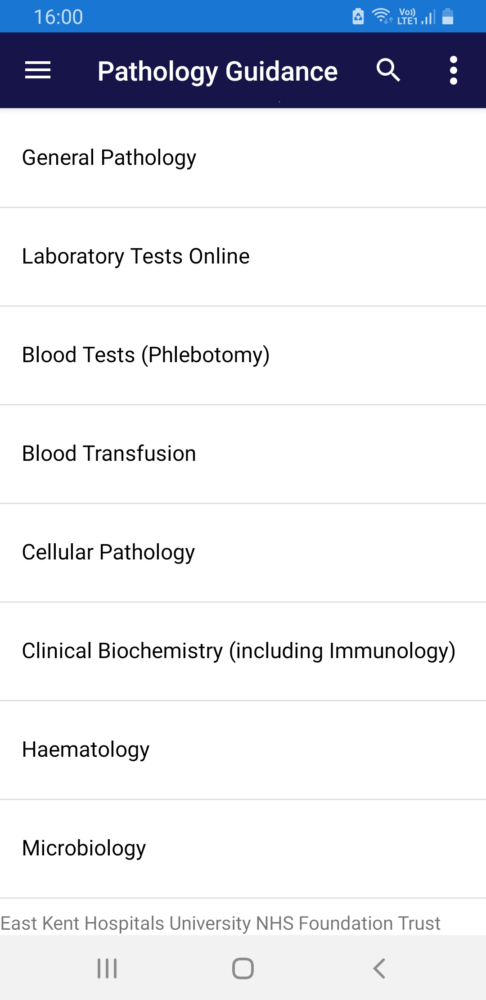 16:00
Vo))
LTE1
Pathology Guidance
General Pathology
Laboratory Tests Online
Blood Tests (Phlebotomy)
Blood Transfusion
Cellular Pathology
Clinical Biochemistry (including Immunology)
Haematology
Microbiology
East Kent Hospitals University NHS Foundation Trust